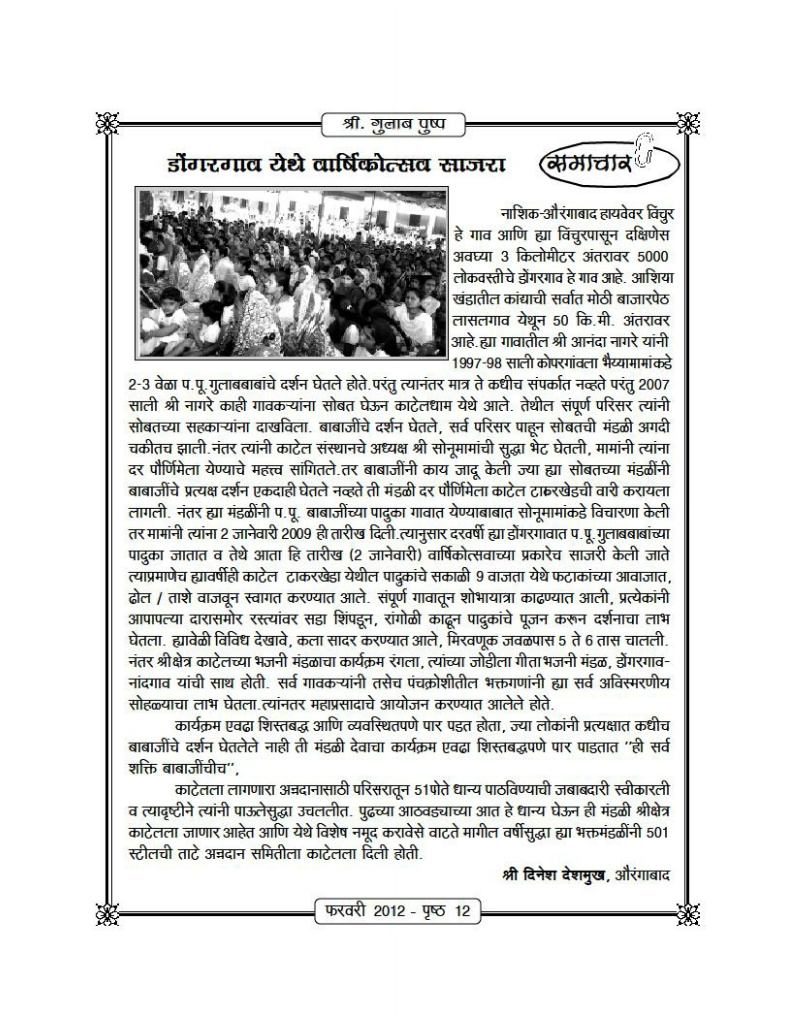 श्री. गुलाब पुष्प
डोंगरगाव येथे वार्षिकोत्सव साजरा
समाचार
नाशिक-औरंगाबाद हायवेवर विंचुर
हे गाव आणि ह्या विंचुरपासून दक्षिणेस
अवघ्या 3 किलोमीटर अंतरावर 5000
लोकवस्तीचे डोंगरगाव हे गाव आहे. आशिया
खंडातील कांद्याची सर्वात मोठी बाजारपेठ
लासलगाव येथून 50 कि.मी. अंतरावर
आहे.ह्या गावातील श्री आनंदा नागरे यांनी
1997-98 साली कोपरगांवला भैय्यामामांकडे
2-3 वेळा प.पू.गुलाबबाबांचे दर्शन घेतले होते.परंतु त्यानंतर मात्र ते कधीच संपर्कात नव्हते परंतु 2007
साली श्री नागरे काही गावकऱ्यांना सोबत घेऊन काटेलधाम येथे आले. तेथील संपूर्ण परिसर त्यांनी
सोबतच्या सहकाऱ्यांना दाखविला. बाबाजींचे दर्शन घेतले, सर्व परिसर पाहून सोबतची मंडळी अगदी
चकीतच झाली.नंतर त्यांनी काटेल संस्थानचे अध्यक्ष श्री सोनूमामांची सुद्धा भेट घेतली, मामांनी त्यांना
दर पौर्णिमेला येण्याचे महत्त्व सांगितले.तर बाबाजींनी काय जादू केली ज्या ह्या सोबतच्या मंडळींनी
बाबाजींचे प्रत्यक्ष दर्शन एकदाही घेतले नव्हते ती मंडळी दर पौर्णिमेला काटेल टाकरखेडची वारी करायला
लागली. नंतर ह्या मंडळींनी प.पू. बाबाजींच्या पादुका गावात येण्याबाबात सोनूमामांकडे विचारणा केली
तर मामांनी त्यांना 2 जानेवारी 2009 ही तारीख दिली.त्यानुसार दरवर्षी ह्या डोंगरगावात प.पू.गुलाबबाबांच्या
पादुका जातात व तेथे आता हि तारीख (2 जानेवारी) वार्षिकोत्सवाच्या प्रकारेच साजरी केली जाते
त्याप्रमाणेच ह्यावर्षीही काटेल टाकरखेडा येथील पादुकांचे सकाळी 9 वाजता येथे फटाकांच्या आवाजात,
ढोल / ताशे वाजवून स्वागत करण्यात आले. संपूर्ण गावातून शोभायात्रा काढण्यात आली, प्रत्येकांनी
आपापल्या दारासमोर रस्त्यांवर सडा शिंपडून, रांगोळी काढून पादुकांचे पूजन करून दर्शनाचा लाभ
घेतला. ह्यावेळी विविध देखावे, कला सादर करण्यात आले, मिरवणूक जवळपास 5 ते 6 तास चालली.
नंतर श्रीक्षेत्र काटेलच्या भजनी मंडळाचा कार्यक्रम रंगला, त्यांच्या जोडीला गीताभजनी मंडळ, डोंगरगाव-
नांदगाव यांची साथ होती. सर्व गावकऱ्यांनी तसेच पंचक्रोशीतील भक्तगणांनी ह्या सर्व अविस्मरणीय
सोहळ्याचा लाभ घेतला.त्यांनतर महाप्रसादाचे आयोजन करण्यात आलेले होते.
कार्यक्रम एवढा शिस्तबद्ध आणि व्यवस्थितपणे पार पडत होता, ज्या लोकांनी प्रत्यक्षात कधीच
बाबाजींचे दर्शन घेतलेले नाही ती मंडळी देवाचा कार्यक्रम एवढा शिस्तबद्धपणे पार पाडतात ''ही सर्व
शक्ति बाबाजींचीच'',
काटेलला लागणारा अन्नदानासाठी परिसरातून 51पोते धान्य पाठविण्याची जबाबदारी स्वीकारली
व त्यादृष्टीने त्यांनी पाऊलेसुद्धा उचललीत. पुढच्या आठवड्याच्या आत हे धान्य घेऊन ही मंडळी श्रीक्षेत्र
काटेलला जाणार आहेत आणि येथे विशेष नमूद करावेसे वाटते मागील वर्षीसुद्धा ह्या भक्तमंडळींनी 501
स्टीलची ताटे अन्नदान समितीला काटेलला दिली होती.
श्री दिनेश देशमुख, औरंगाबाद
फरवरी 2012 - पृष्ठ 12